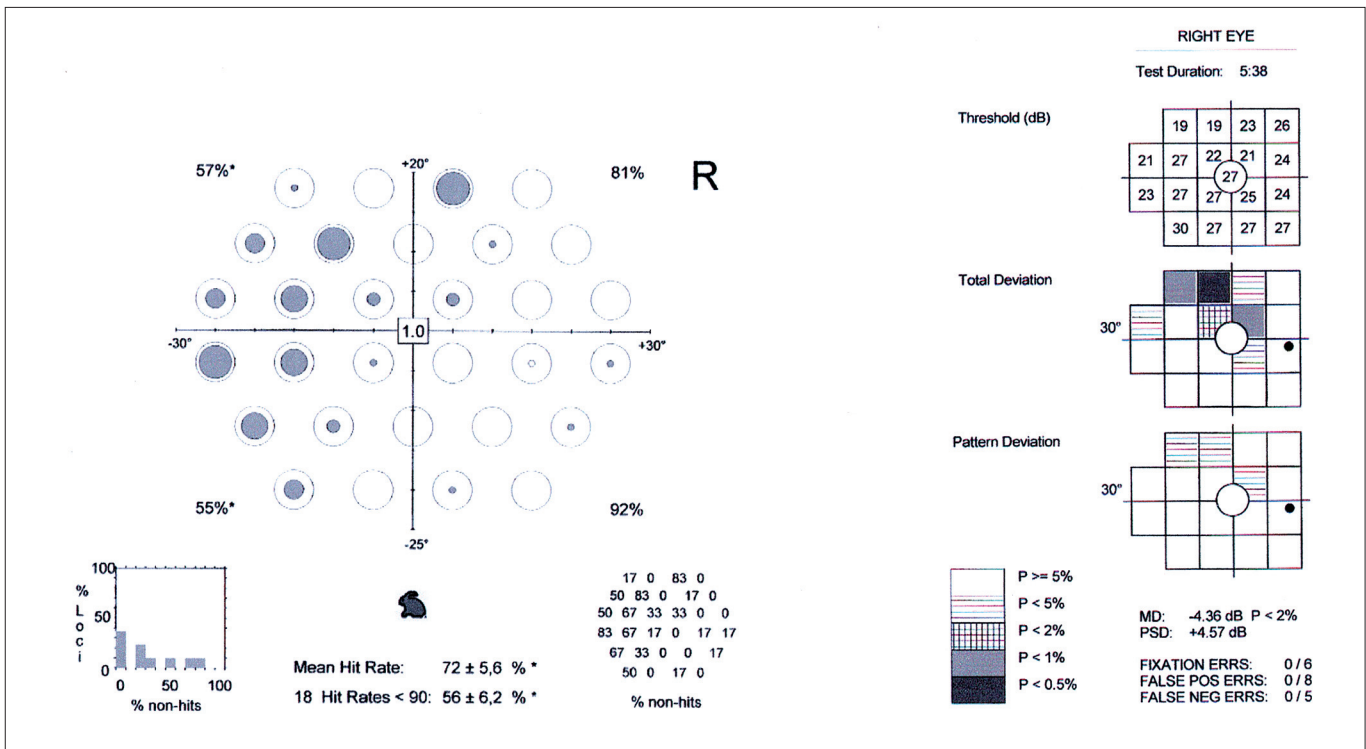 57%*
+20°
81%
R
-30°
1.0
+30°
55%*
-25°
92%
100
%
L
o
c
i
50
0
0 50 100
% non-hits
Mean Hit Rate: 72 ± 5,6 % *
18 Hit Rates < 90: 56 ± 6,2 % *
17 0 83 0
50 83 0 17 0
50 67 33 33 0 0
83 67 17 0 17 17
67 33 0 0 17
50 0 17 0
% non-hits
RIGHT EYE
Test Duration: 5:38
Threshold (dB)
19 19 23 26
21 27 22 21 24
27
23 27 27 25 24
30 27 27 27
Total Deviation
30°
Pattern Deviation
30°
P >= 5%
P < 5%
P < 2%
P < 1%
P < 0.5%
MD: -4.36 dB P < 2%
PSD: +4.57 dB
FIXATION ERRS: 0 / 6
FALSE POS ERRS: 0 / 8
FALSE NEG ERRS: 0 / 5